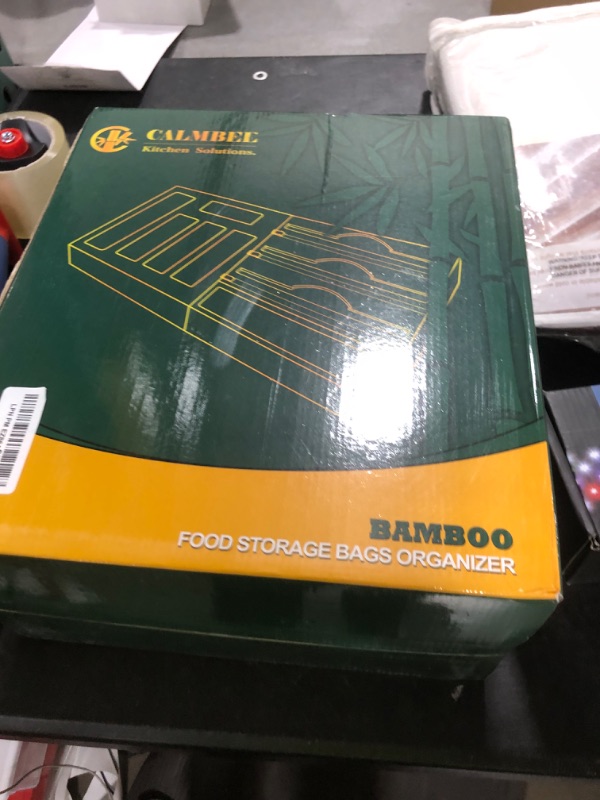 CALMBEL
Kitchen Solutions.
BAMBOO
FOOD STORAGE BAGS ORGANIZER